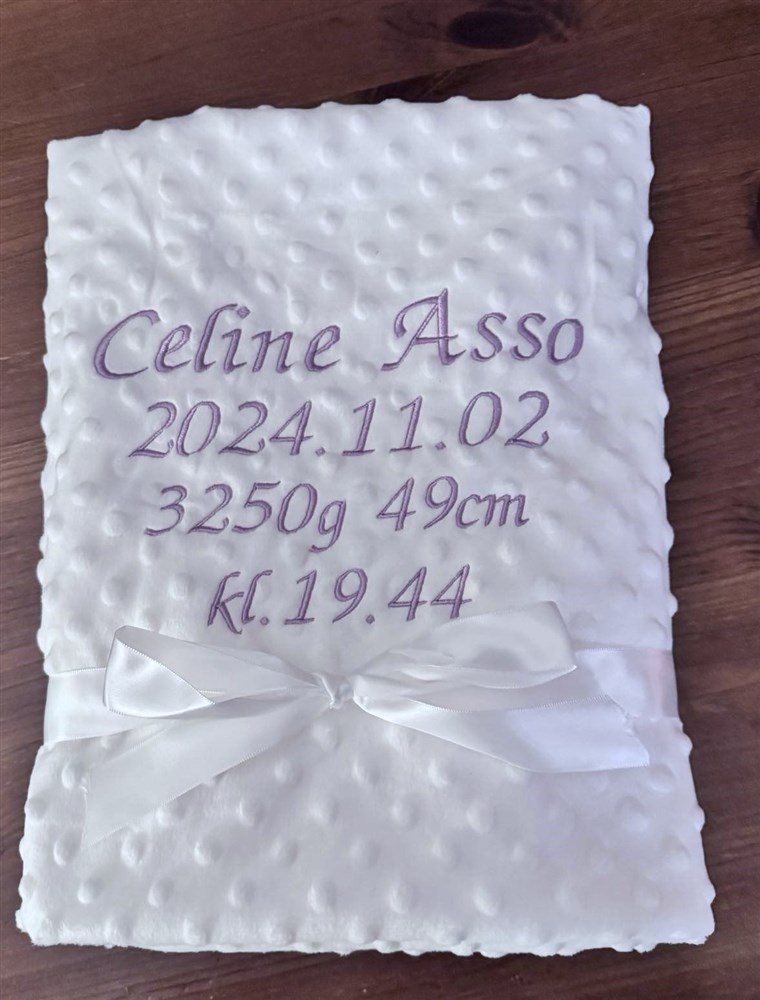 Celine Asso
2024.11.02
3250g 49cm
kl.19.44